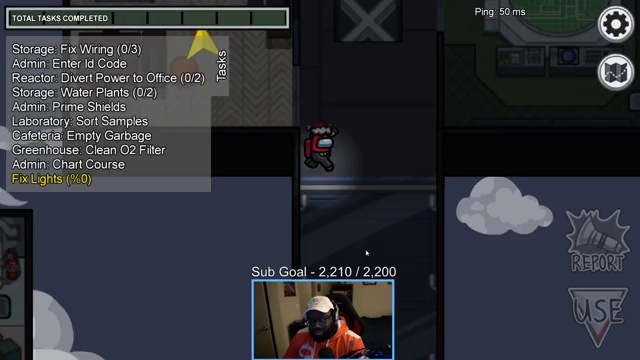 TOTAL TASKS COMPLETED
Ping: 50 ms
Tasks
Storage: Fix Wiring (0/3)
Admin: Enter Id Code
Reactor: Divert Power to Office (0/2)
Storage: Water Plants (0/2)
Admin: Prime Shields
Laboratory: Sort Samples
Cafeteria: Empty Garbage
Greenhouse: Clean O2 Filter
Admin: Chart Course
Fix Lights (%0)
REPORT
USE
Sub Goal - 2,210 / 2,200